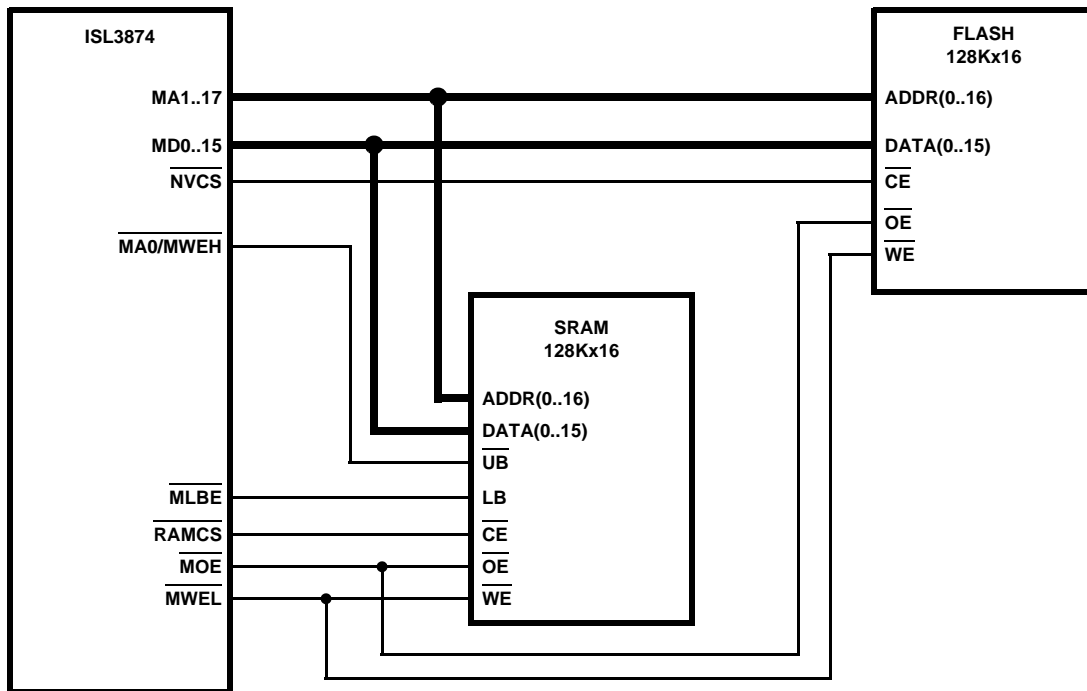 ISL3874
MA1..17
MD0..15
NVCS
MA0/MWEH
MLBE
RAMCS
MOE
MWEL
SRAM
128Kx16
ADDR(0..16)
DATA(0..15)
UB
LB
CE
OE
WE
FLASH
128Kx16
ADDR(0..16)
DATA(0..15)
CE
OE
WE